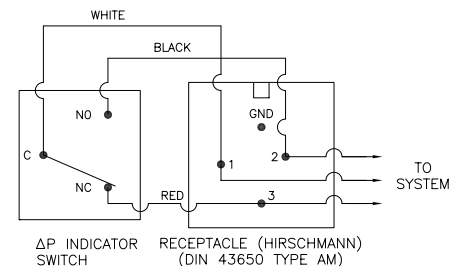 WHITE
BLACK
NO
GND
C
1
2
NC
RED
3
TO
SYSTEM
ΔP INDICATOR
SWITCH
RECEPTACLE (HIRSCHMANN)
(DIN 43650 TYPE AM)